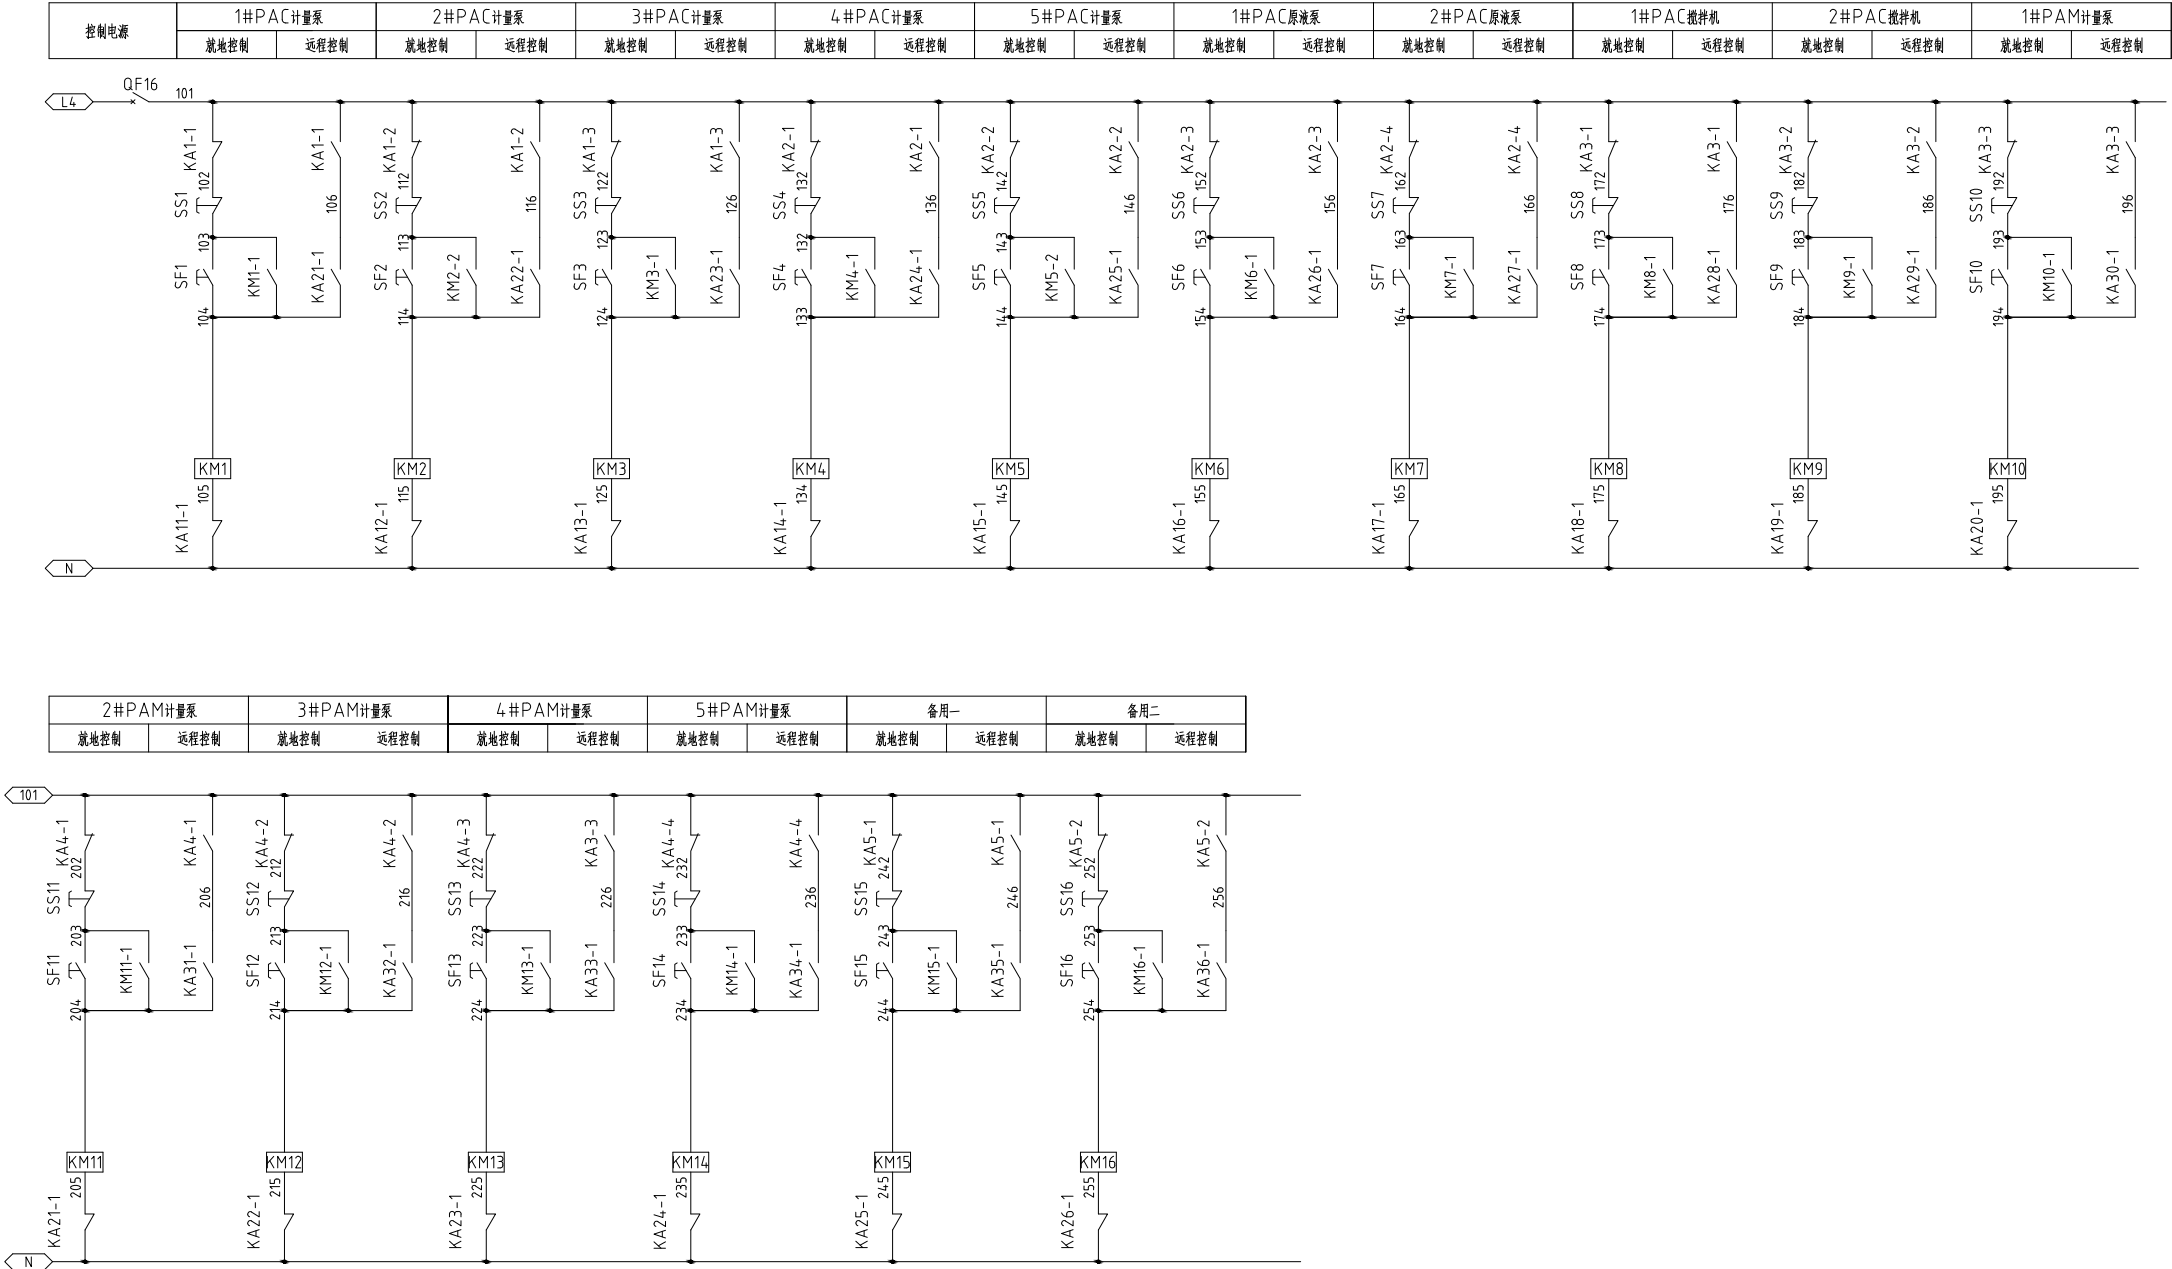 控制电源 1#PAC计量泵 2#PAC计量泵 3#PAC计量泵 4#PAC计量泵 5#PAC计量泵 1#PAC原液泵 2#PAC原液泵 1#PAC搅拌机 2#PAC搅拌机 1#PAM计量泵
就地控制 远程控制 就地控制 远程控制 就地控制 远程控制 就地控制 远程控制 就地控制 远程控制 就地控制 远程控制 就地控制 远程控制 就地控制 远程控制 就地控制 远程控制 就地控制 远程控制
QF16
L4 101
KA1-1 KA1-1 KA1-2 KA1-2 KA1-3 KA1-3 KA2-1 KA2-1 KA2-2 KA2-2 KA2-3 KA2-3 KA2-4 KA2-4 KA3-1 KA3-1 KA3-2 KA3-2 KA3-3 KA3-3
102 112 122 132 142 152 162 172 182 192
SS1 106 SS2 116 SS3 126 SS4 136 SS5 146 SS6 156 SS7 166 SS8 176 SS9 186 SS10 196
103 113 123 132 143 153 163 173 183 193
SF1 KM1-1 KA21-1 SF2 KM2-2 KA22-1 SF3 KM3-1 KA23-1 SF4 KM4-1 KA24-1 SF5 KM5-2 KA25-1 SF6 KM6-1 KA26-1 SF7 KM7-1 KA27-1 SF8 KM8-1 KA28-1 SF9 KM9-1 KA29-1 SF10 KM10-1 KA30-1
104 114 124 133 144 154 164 174 184 194
KM1 KM2 KM3 KM4 KM5 KM6 KM7 KM8 KM9 KM10
105 115 125 134 145 155 165 175 185 195
KA11-1 KA12-1 KA13-1 KA14-1 KA15-1 KA16-1 KA17-1 KA18-1 KA19-1 KA20-1
N
2#PAM计量泵 3#PAM计量泵 4#PAM计量泵 5#PAM计量泵 备用一 备用二
就地控制 远程控制 就地控制 远程控制 就地控制 远程控制 就地控制 远程控制 就地控制 远程控制 就地控制 远程控制
101
KA4-1 KA4-1 KA4-2 KA4-2 KA4-3 KA3-3 KA4-4 KA4-4 KA5-1 KA5-1 KA5-2 KA5-2
202 212 222 232 242 252
SS11 206 SS12 216 SS13 226 SS14 236 SS15 246 SS16 256
203 213 223 233 243 253
SF11 KM11-1 KA31-1 SF12 KM12-1 KA32-1 SF13 KM13-1 KA33-1 SF14 KM14-1 KA34-1 SF15 KM15-1 KA35-1 SF16 KM16-1 KA36-1
204 214 224 234 244 254
KM11 KM12 KM13 KM14 KM15 KM16
205 215 225 235 245 255
KA21-1 KA22-1 KA23-1 KA24-1 KA25-1 KA26-1
N